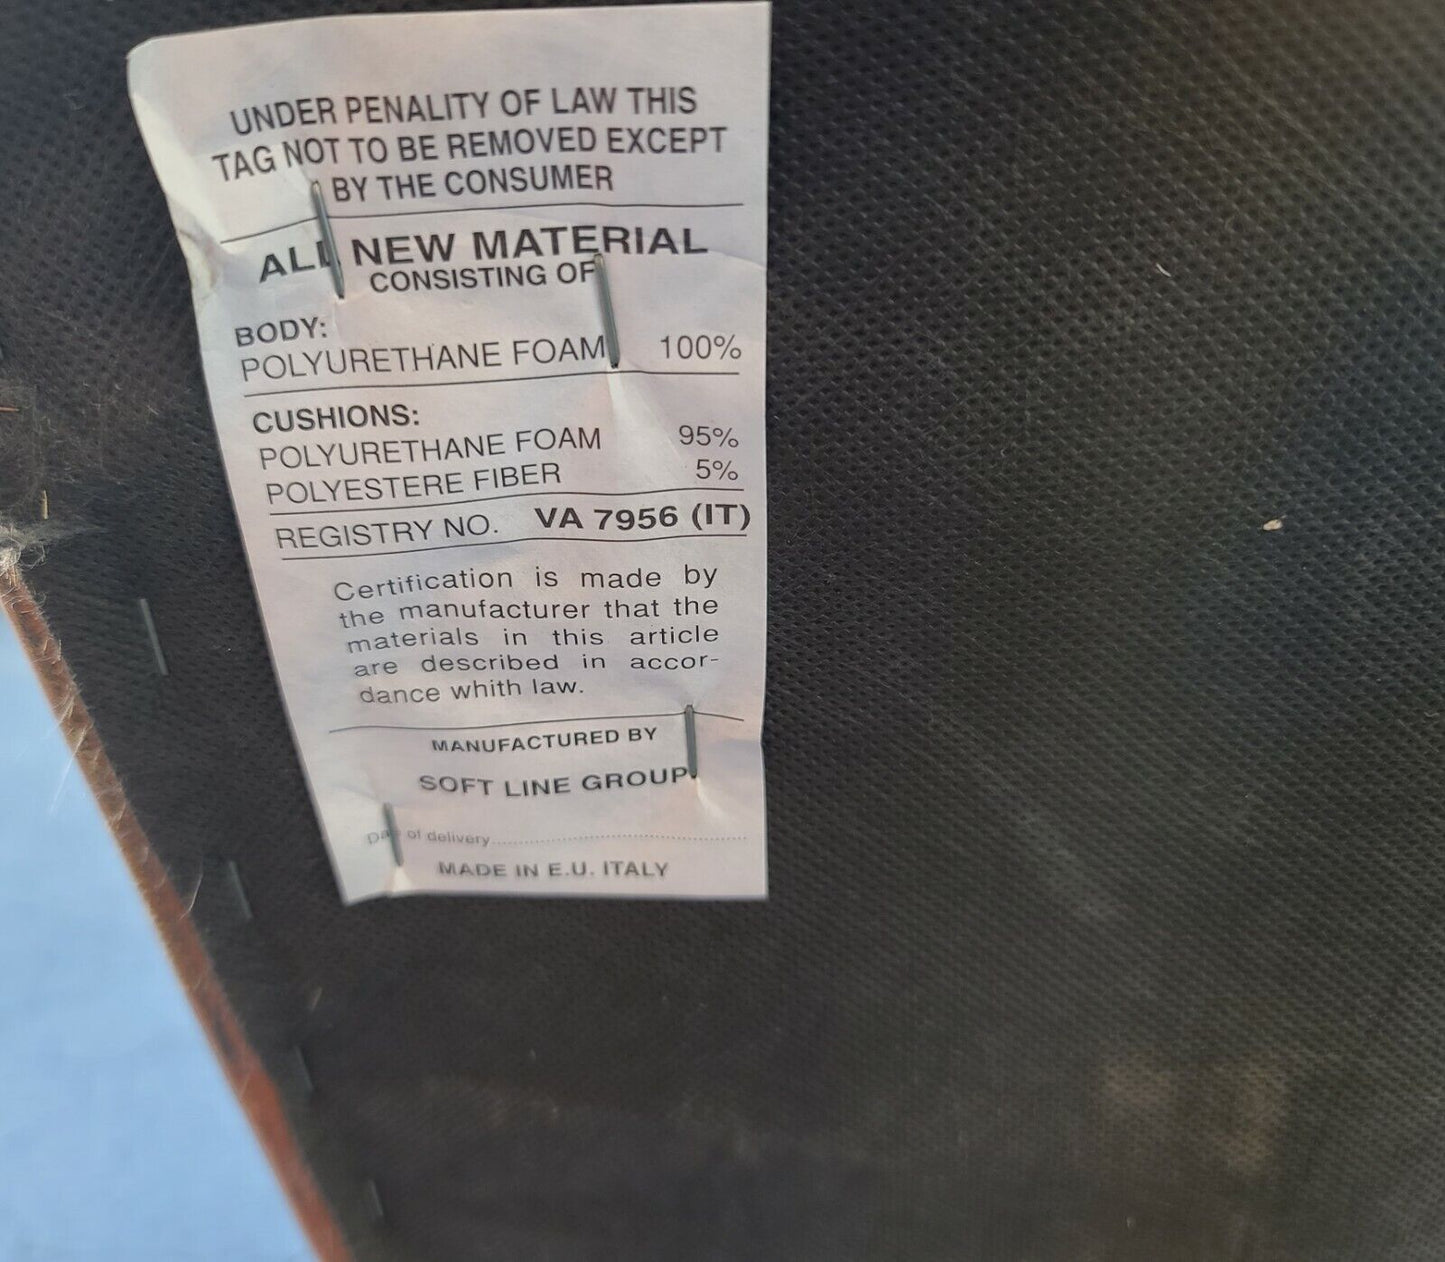 UNDER PENALITY OF LAW THIS
TAG NOT TO BE REMOVED EXCEPT
BY THE CONSUMER
ALL NEW MATERIAL
CONSISTING OF
BODY:
POLYURETHANE FOAM 100%
CUSHIONS:
POLYURETHANE FOAM 95%
POLYESTERE FIBER 5%
REGISTRY NO. VA 7956 (IT)
Certification is made by
the manufacturer that the
materials in this article
are described in accor-
dance whith law.
MANUFACTURED BY
SOFT LINE GROUP
Date of delivery
MADE IN E.U. ITALY